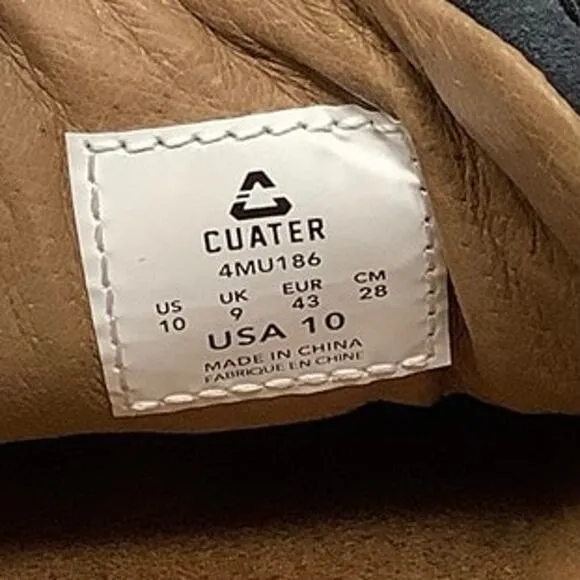 CUATER
4MU186
US UK EUR CM
10 9 43 28
USA 10
MADE IN CHINA
FABRIQUE EN CHINE